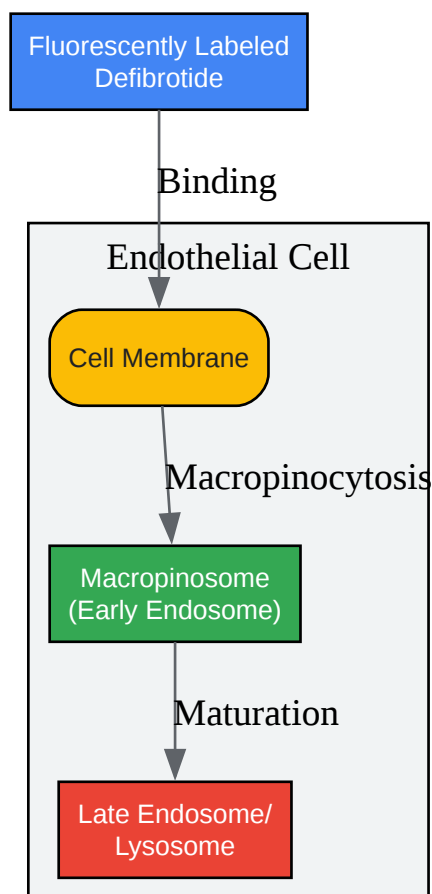 Fluorescently Labeled
Defibrotide
Binding
Endothelial Cell
Cell Membrane
Macropinocytosis
Macropinosome
(Early Endosome)
Maturation
Late Endosome/
Lysosome